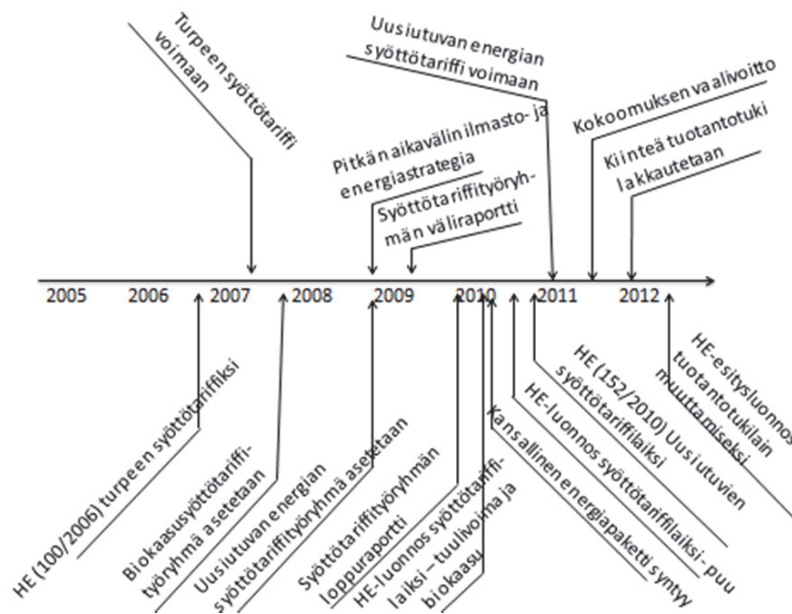 Turpeen syöttötariffi
voimaan
Uusiutuvan energian
syöttötariffi voimaan
Pitkän aikavälin ilmasto- ja
energiastrategia
Syöttötariffityöryh-
män väliraportti
Kokoomuksen vaalivoitto
Kiinteä tuotantotuki
lakkautetaan
2005 2006 2007 2008 2009 2010 2011 2012
HE (100/2006) turpeen syöttötariffiksi
Biokaasusyöttötariffi-
työryhmä asetetaan
Uusiutuvan energian
syöttötariffityöryhmä asetetaan
Syöttötariffityöryhmän
loppuraportti
HE-luonnos syöttötariffi-
laiksi – tuulivoima ja
biokaasu
Kansallinen energiapaketti syntyy
HE-luonnos syöttötariffilaiksi - puu
HE (152/2010) Uusiutuvien
syöttötariffilaiksi
HE-esitysluonnos
tuotantotukilain
muuttamiseksi